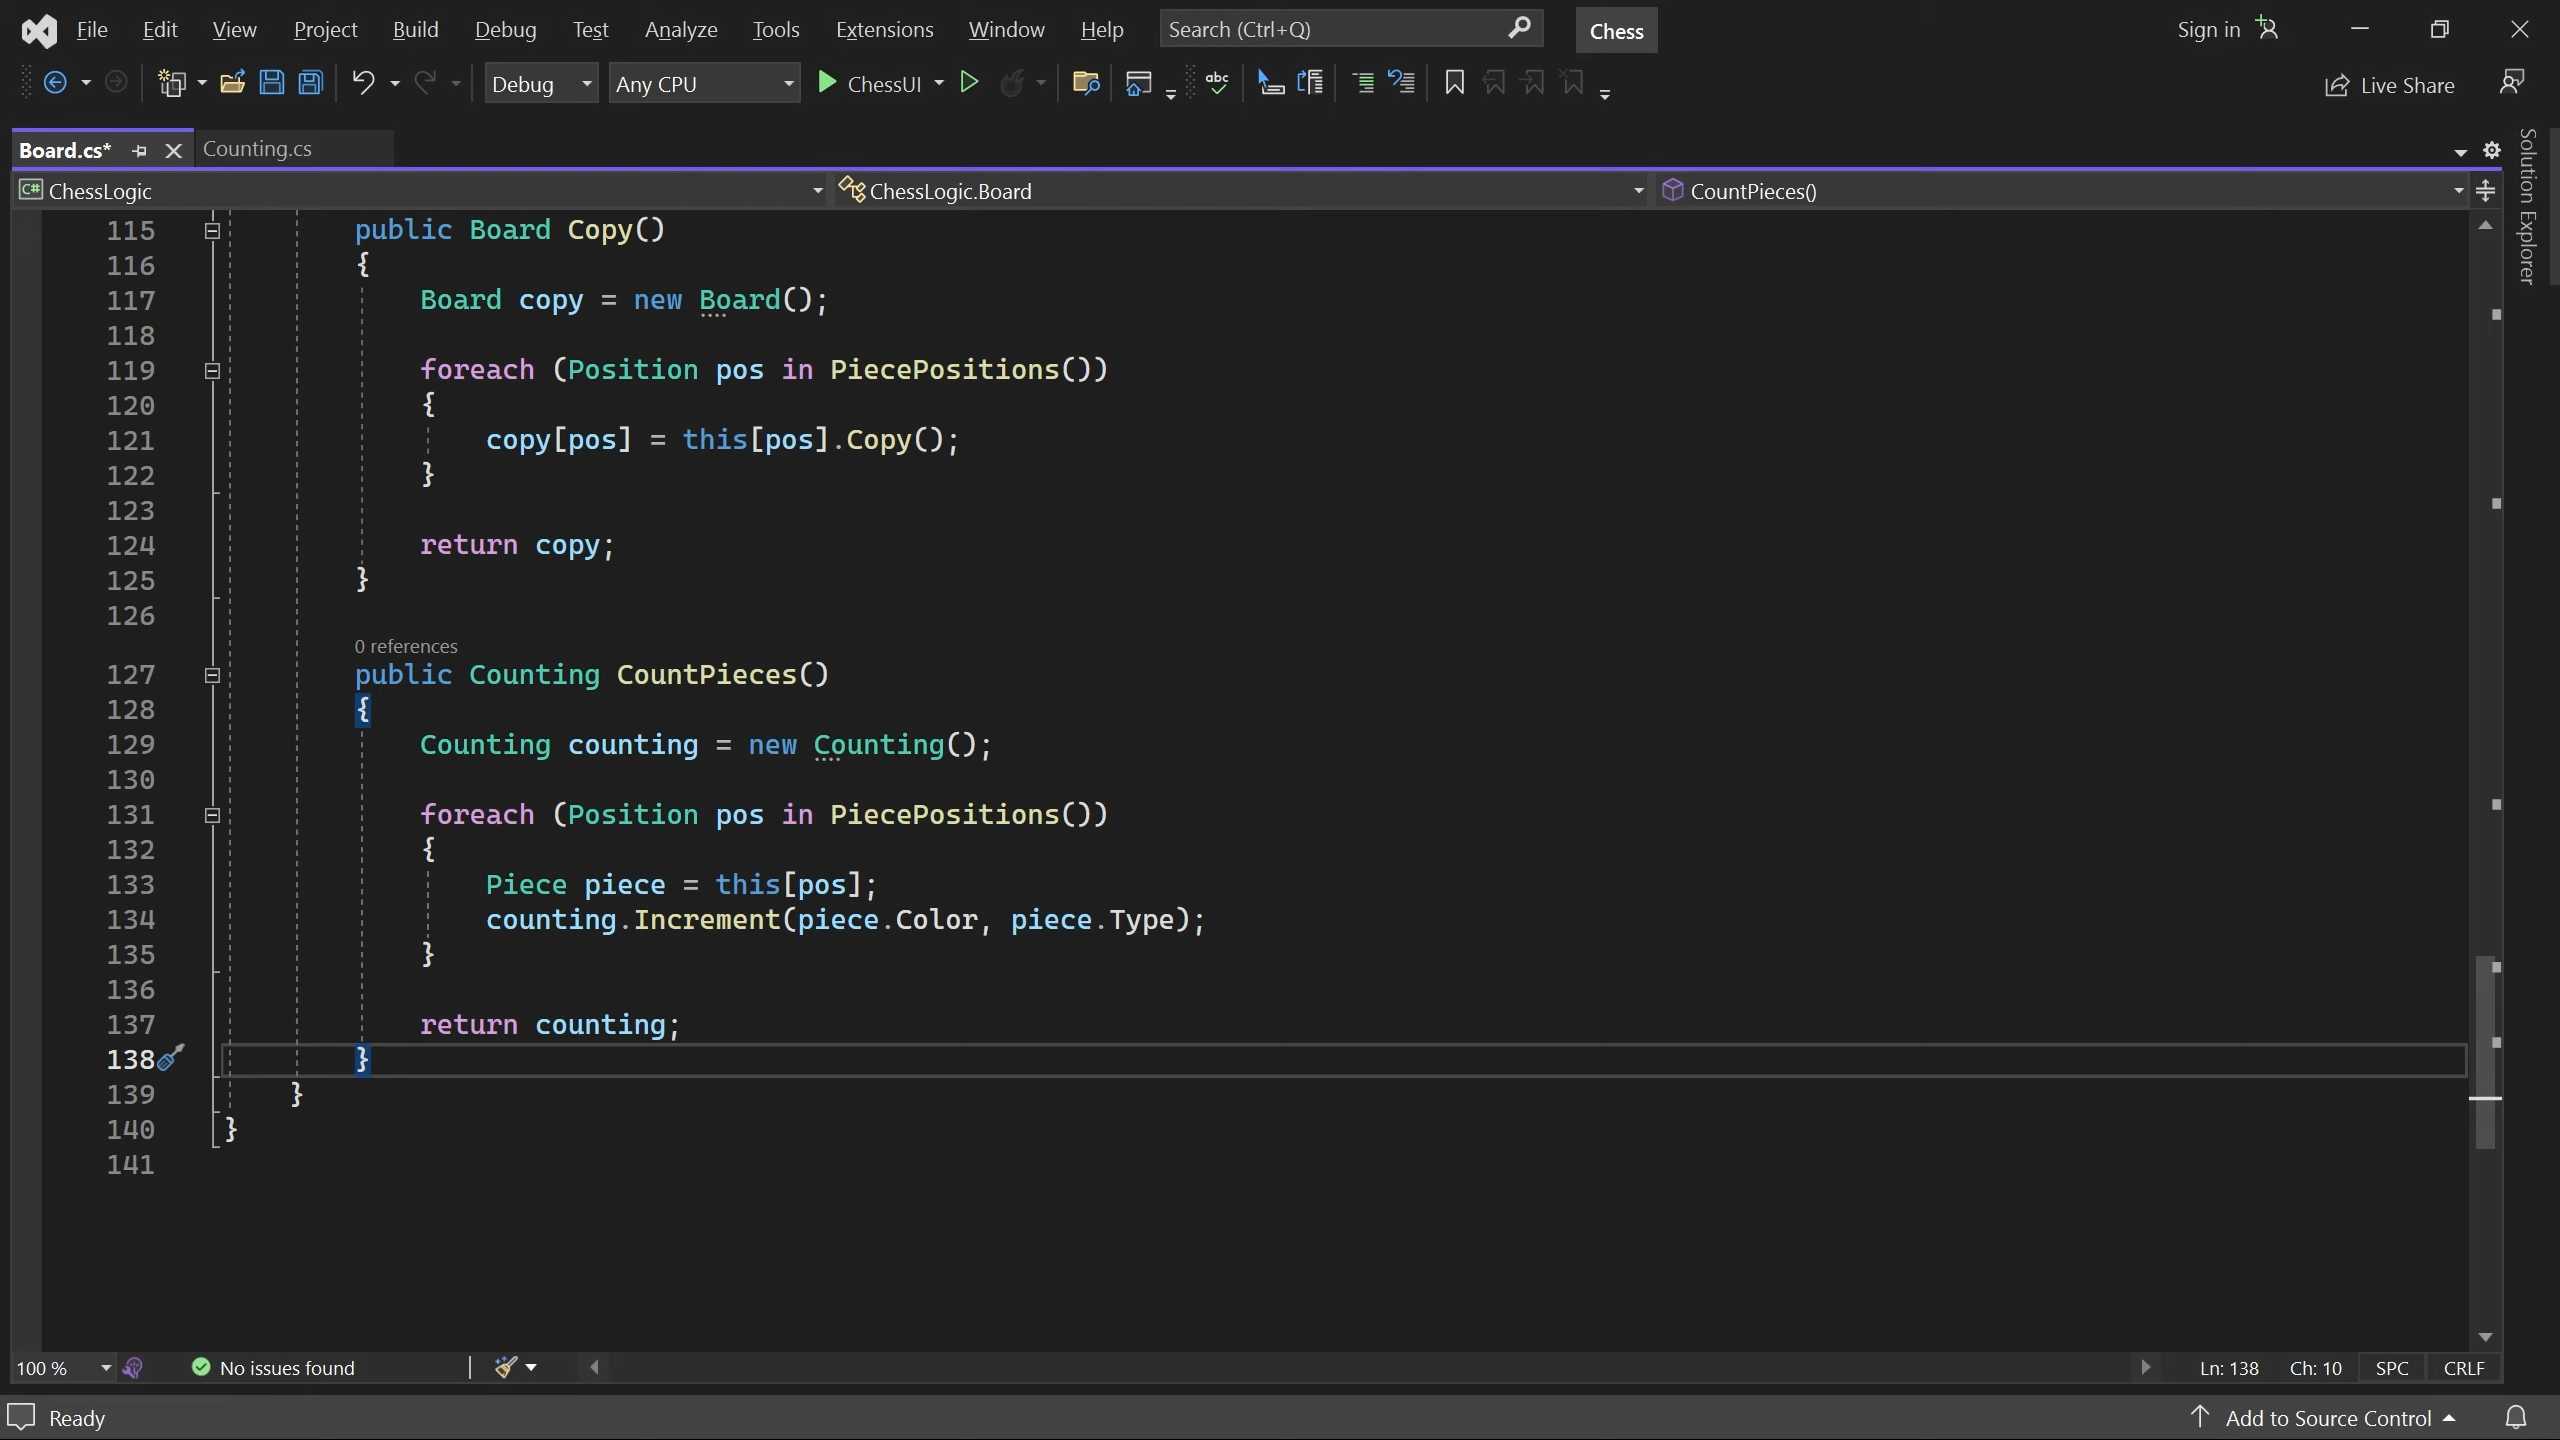 File Edit View Project Build Debug Test Analyze Tools Extensions Window Help Search (Ctrl+Q) Chess Sign in
Debug Any CPU ChessUI abc Live Share
Board.cs* Counting.cs
Solution Explorer
C# ChessLogic ChessLogic.Board CountPieces()
115 public Board Copy()
116 {
117 Board copy = new Board();
118
119 foreach (Position pos in PiecePositions())
120 {
121 copy[pos] = this[pos].Copy();
122 }
123
124 return copy;
125 }
126
0 references
127 public Counting CountPieces()
128 {
129 Counting counting = new Counting();
130
131 foreach (Position pos in PiecePositions())
132 {
133 Piece piece = this[pos];
134 counting.Increment(piece.Color, piece.Type);
135 }
136
137 return counting;
138 }
139 }
140 }
141
100 % No issues found Ln: 138 Ch: 10 SPC CRLF
Ready Add to Source Control